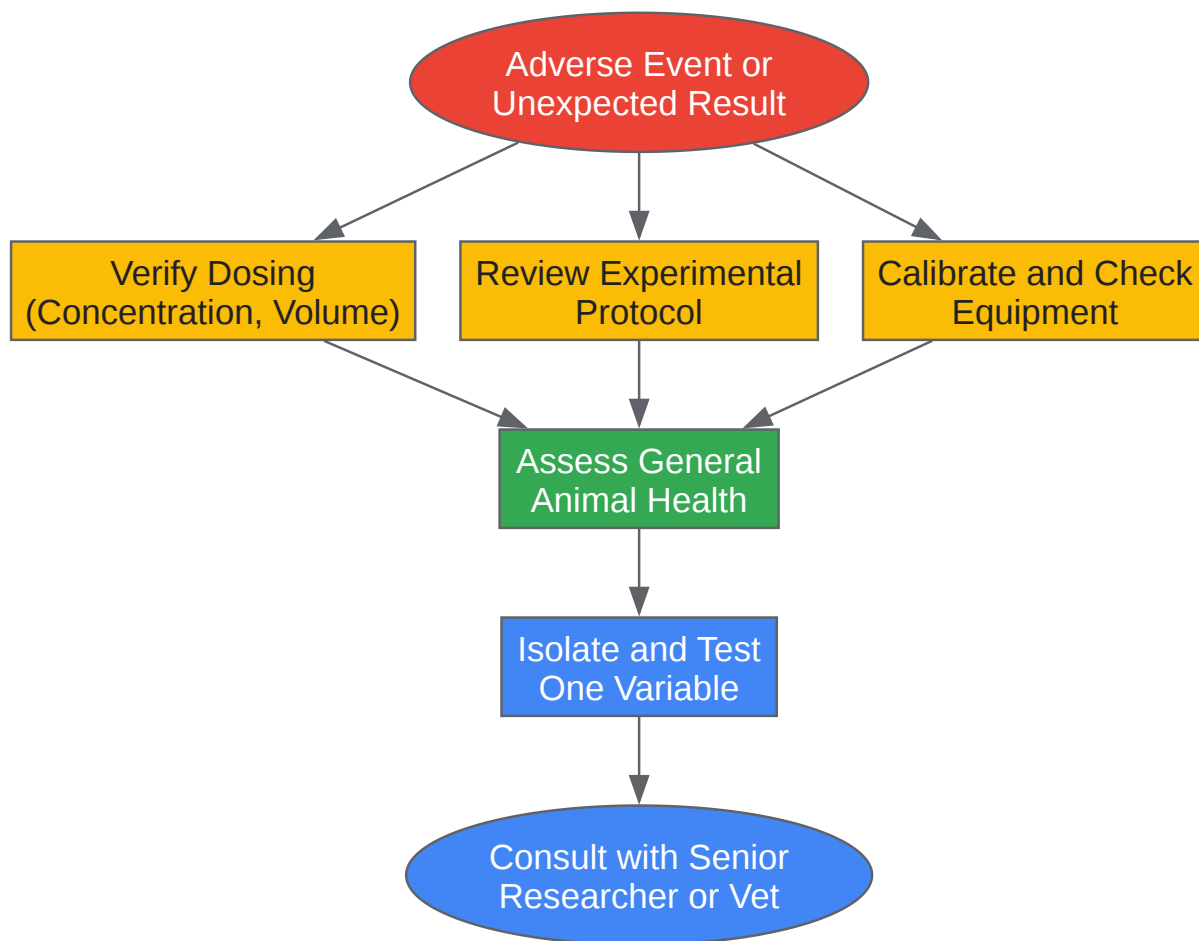 Adverse Event or
Unexpected Result
Verify Dosing
(Concentration, Volume)
Review Experimental
Protocol
Calibrate and Check
Equipment
Assess General
Animal Health
Isolate and Test
One Variable
Consult with Senior
Researcher or Vet